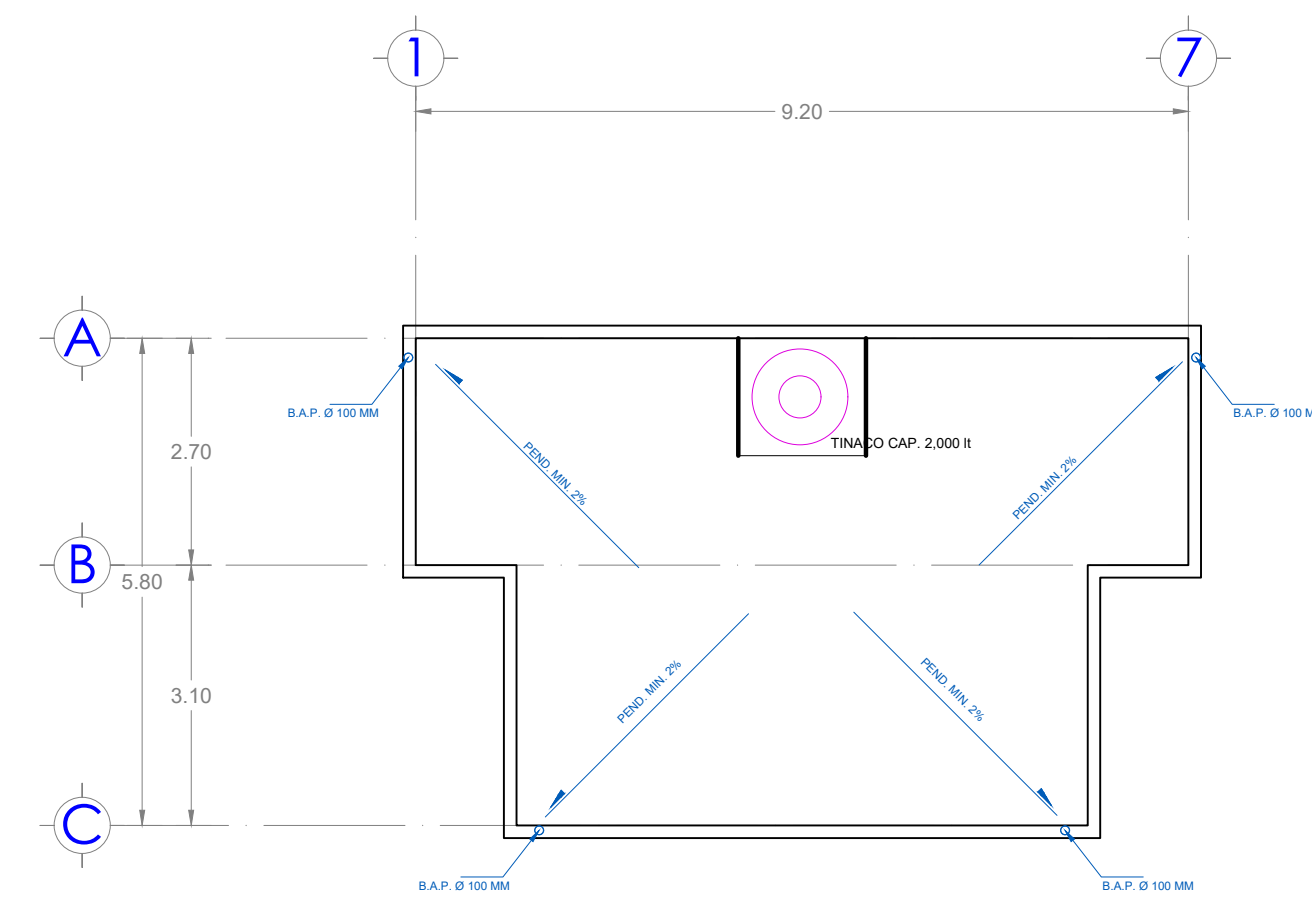 1
7
9.20
A
B.A.P. Ø 100 MM
B.A.P. Ø 100 M
2.70
TINACO CAP. 2,000 lt
PEND. MIN. 2%
PEND. MIN. 2%
B
5.80
3.10
PEND. MIN. 2%
PEND. MIN. 2%
C
B.A.P. Ø 100 MM
B.A.P. Ø 100 MM